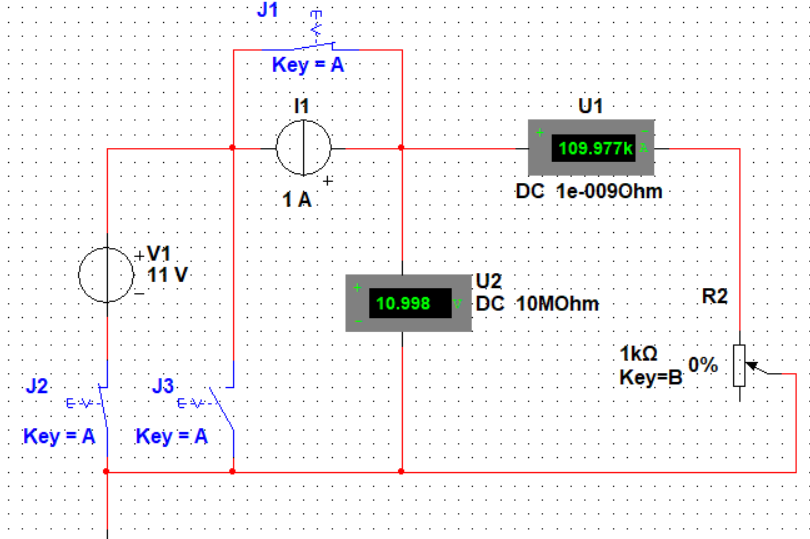 J1
Key = A
I1
1 A
U1
+
-
109.977k A
DC 1e-009Ohm
+
V1
11 V
-
U2
+
10.998 V
-
DC 10MOhm
R2
1kΩ
0%
Key=B
J2
Key = A
J3
Key = A